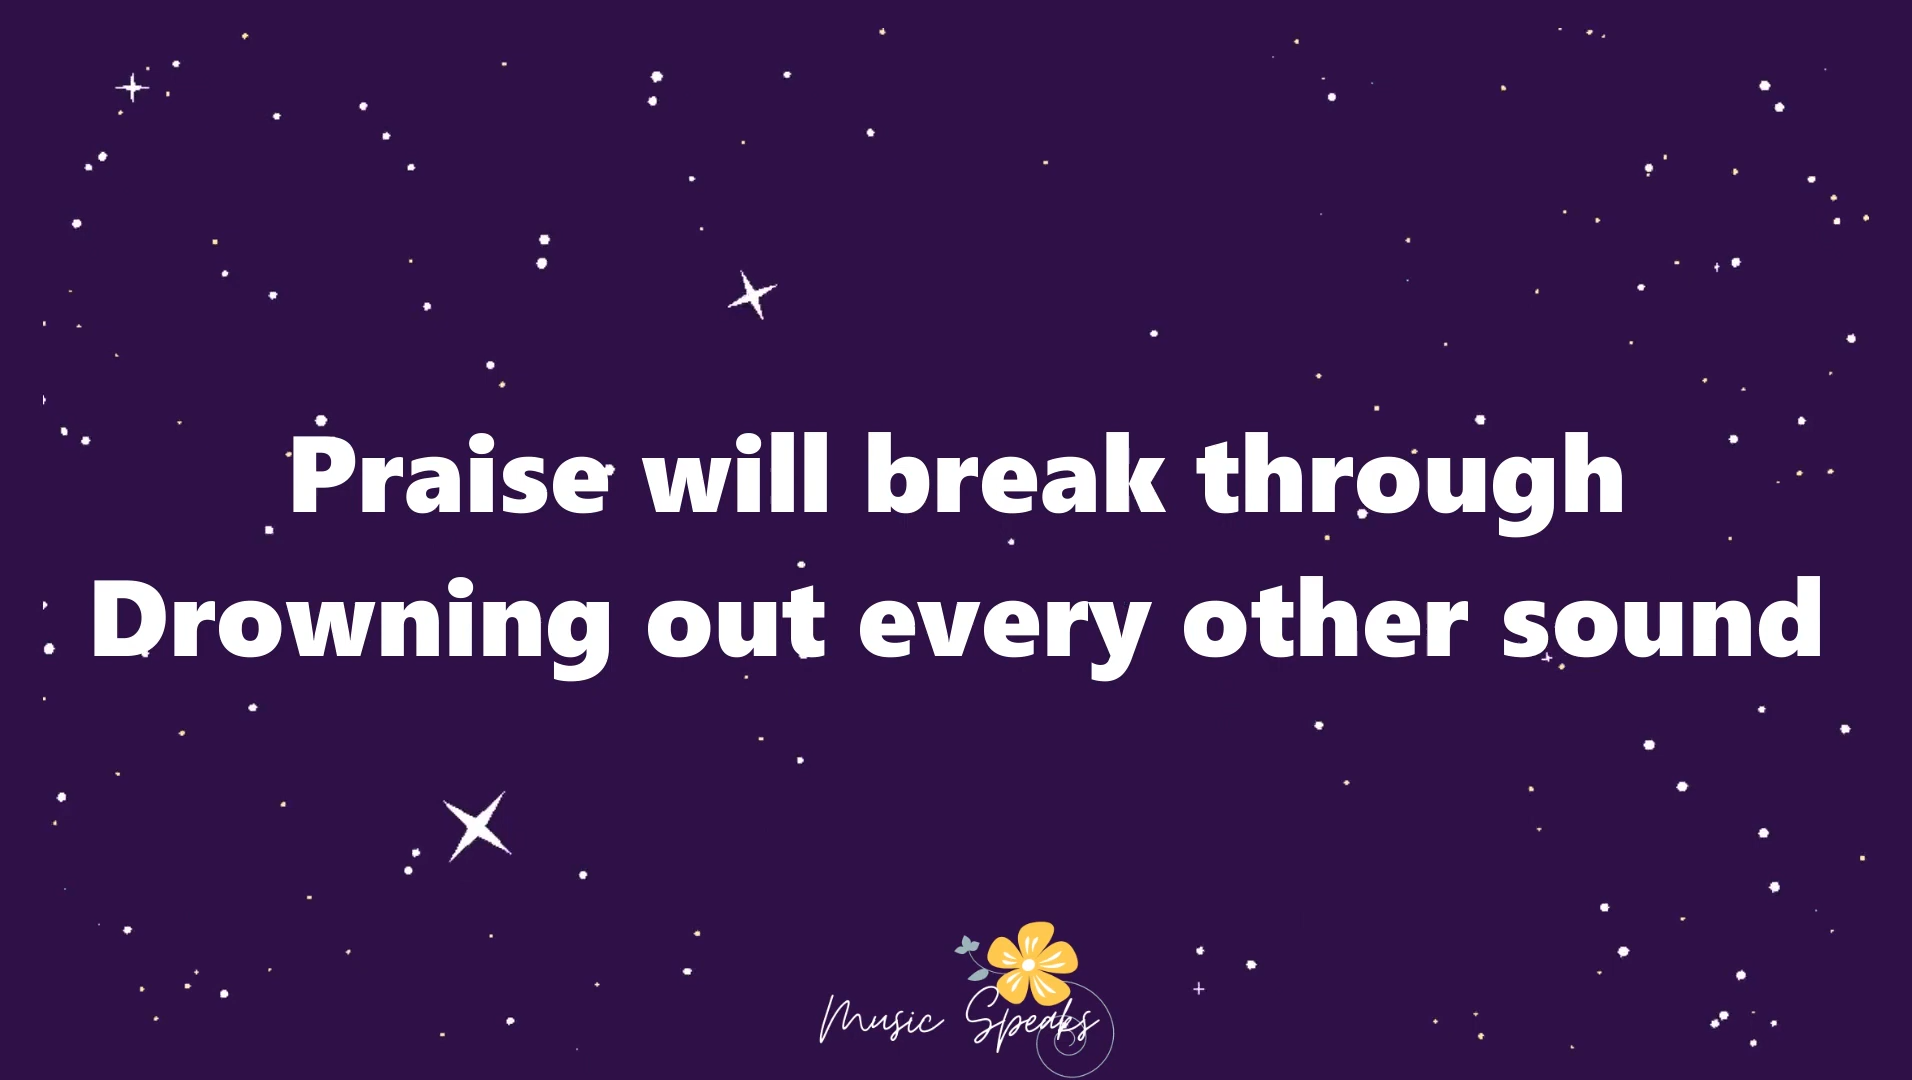 Praise will break through
Drowning out every other sound
Music Speaks